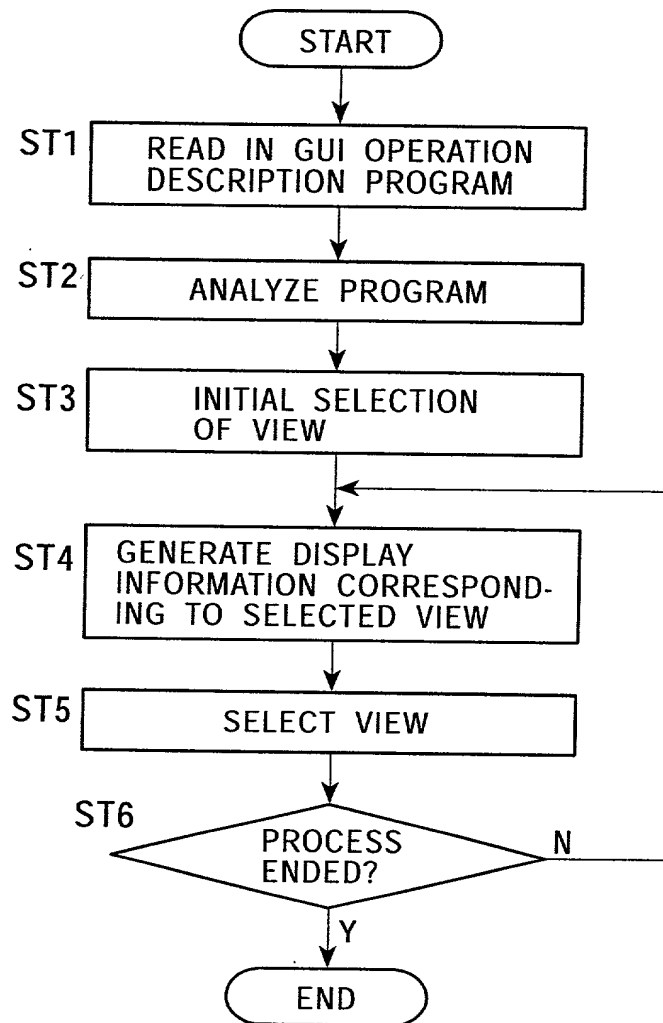 START
ST1
READ IN GUI OPERATION
DESCRIPTION PROGRAM
ST2
ANALYZE PROGRAM
ST3
INITIAL SELECTION
OF VIEW
ST4
GENERATE DISPLAY
INFORMATION CORRESPOND-
ING TO SELECTED VIEW
ST5
SELECT VIEW
ST6
PROCESS
ENDED?
N
Y
END